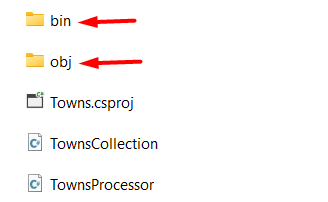 bin
obj
Towns.csproj
TownsCollection
TownsProcessor